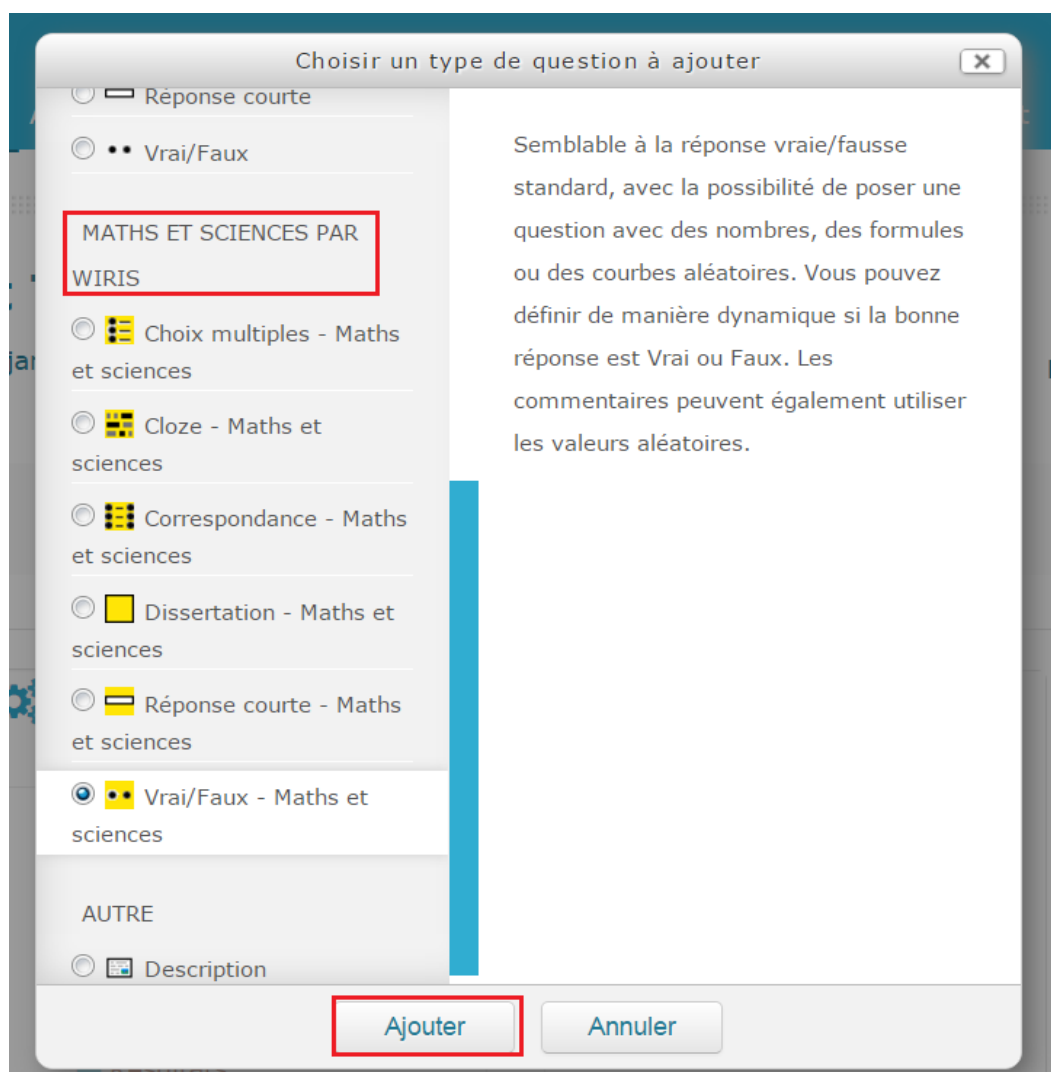 Choisir un type de question à ajouter
Réponse courte
Vrai/Faux
MATHS ET SCIENCES PAR
WIRIS
Choix multiples - Maths
et sciences
Cloze - Maths et
sciences
Correspondance - Maths
et sciences
Dissertation - Maths et
sciences
Réponse courte - Maths
et sciences
Vrai/Faux - Maths et
sciences
AUTRE
Description
Semblable à la réponse vraie/fausse
standard, avec la possibilité de poser une
question avec des nombres, des formules
ou des courbes aléatoires. Vous pouvez
définir de manière dynamique si la bonne
réponse est Vrai ou Faux. Les
commentaires peuvent également utiliser
les valeurs aléatoires.
Ajouter
Annuler
jar